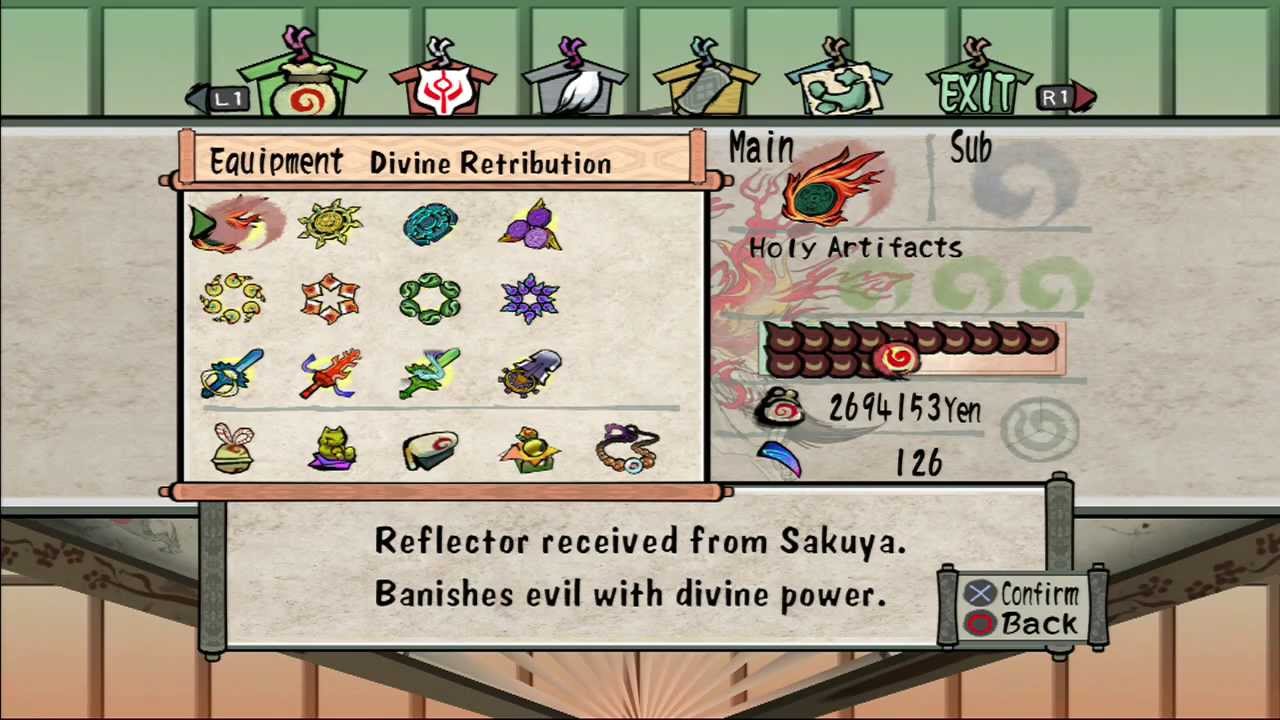 L1
EXIT
R1
Equipment Divine Retribution
Main
Sub
Holy Artifacts
2694153Yen
126
Reflector received from Sakuya.
Banishes evil with divine power.
Confirm
Back